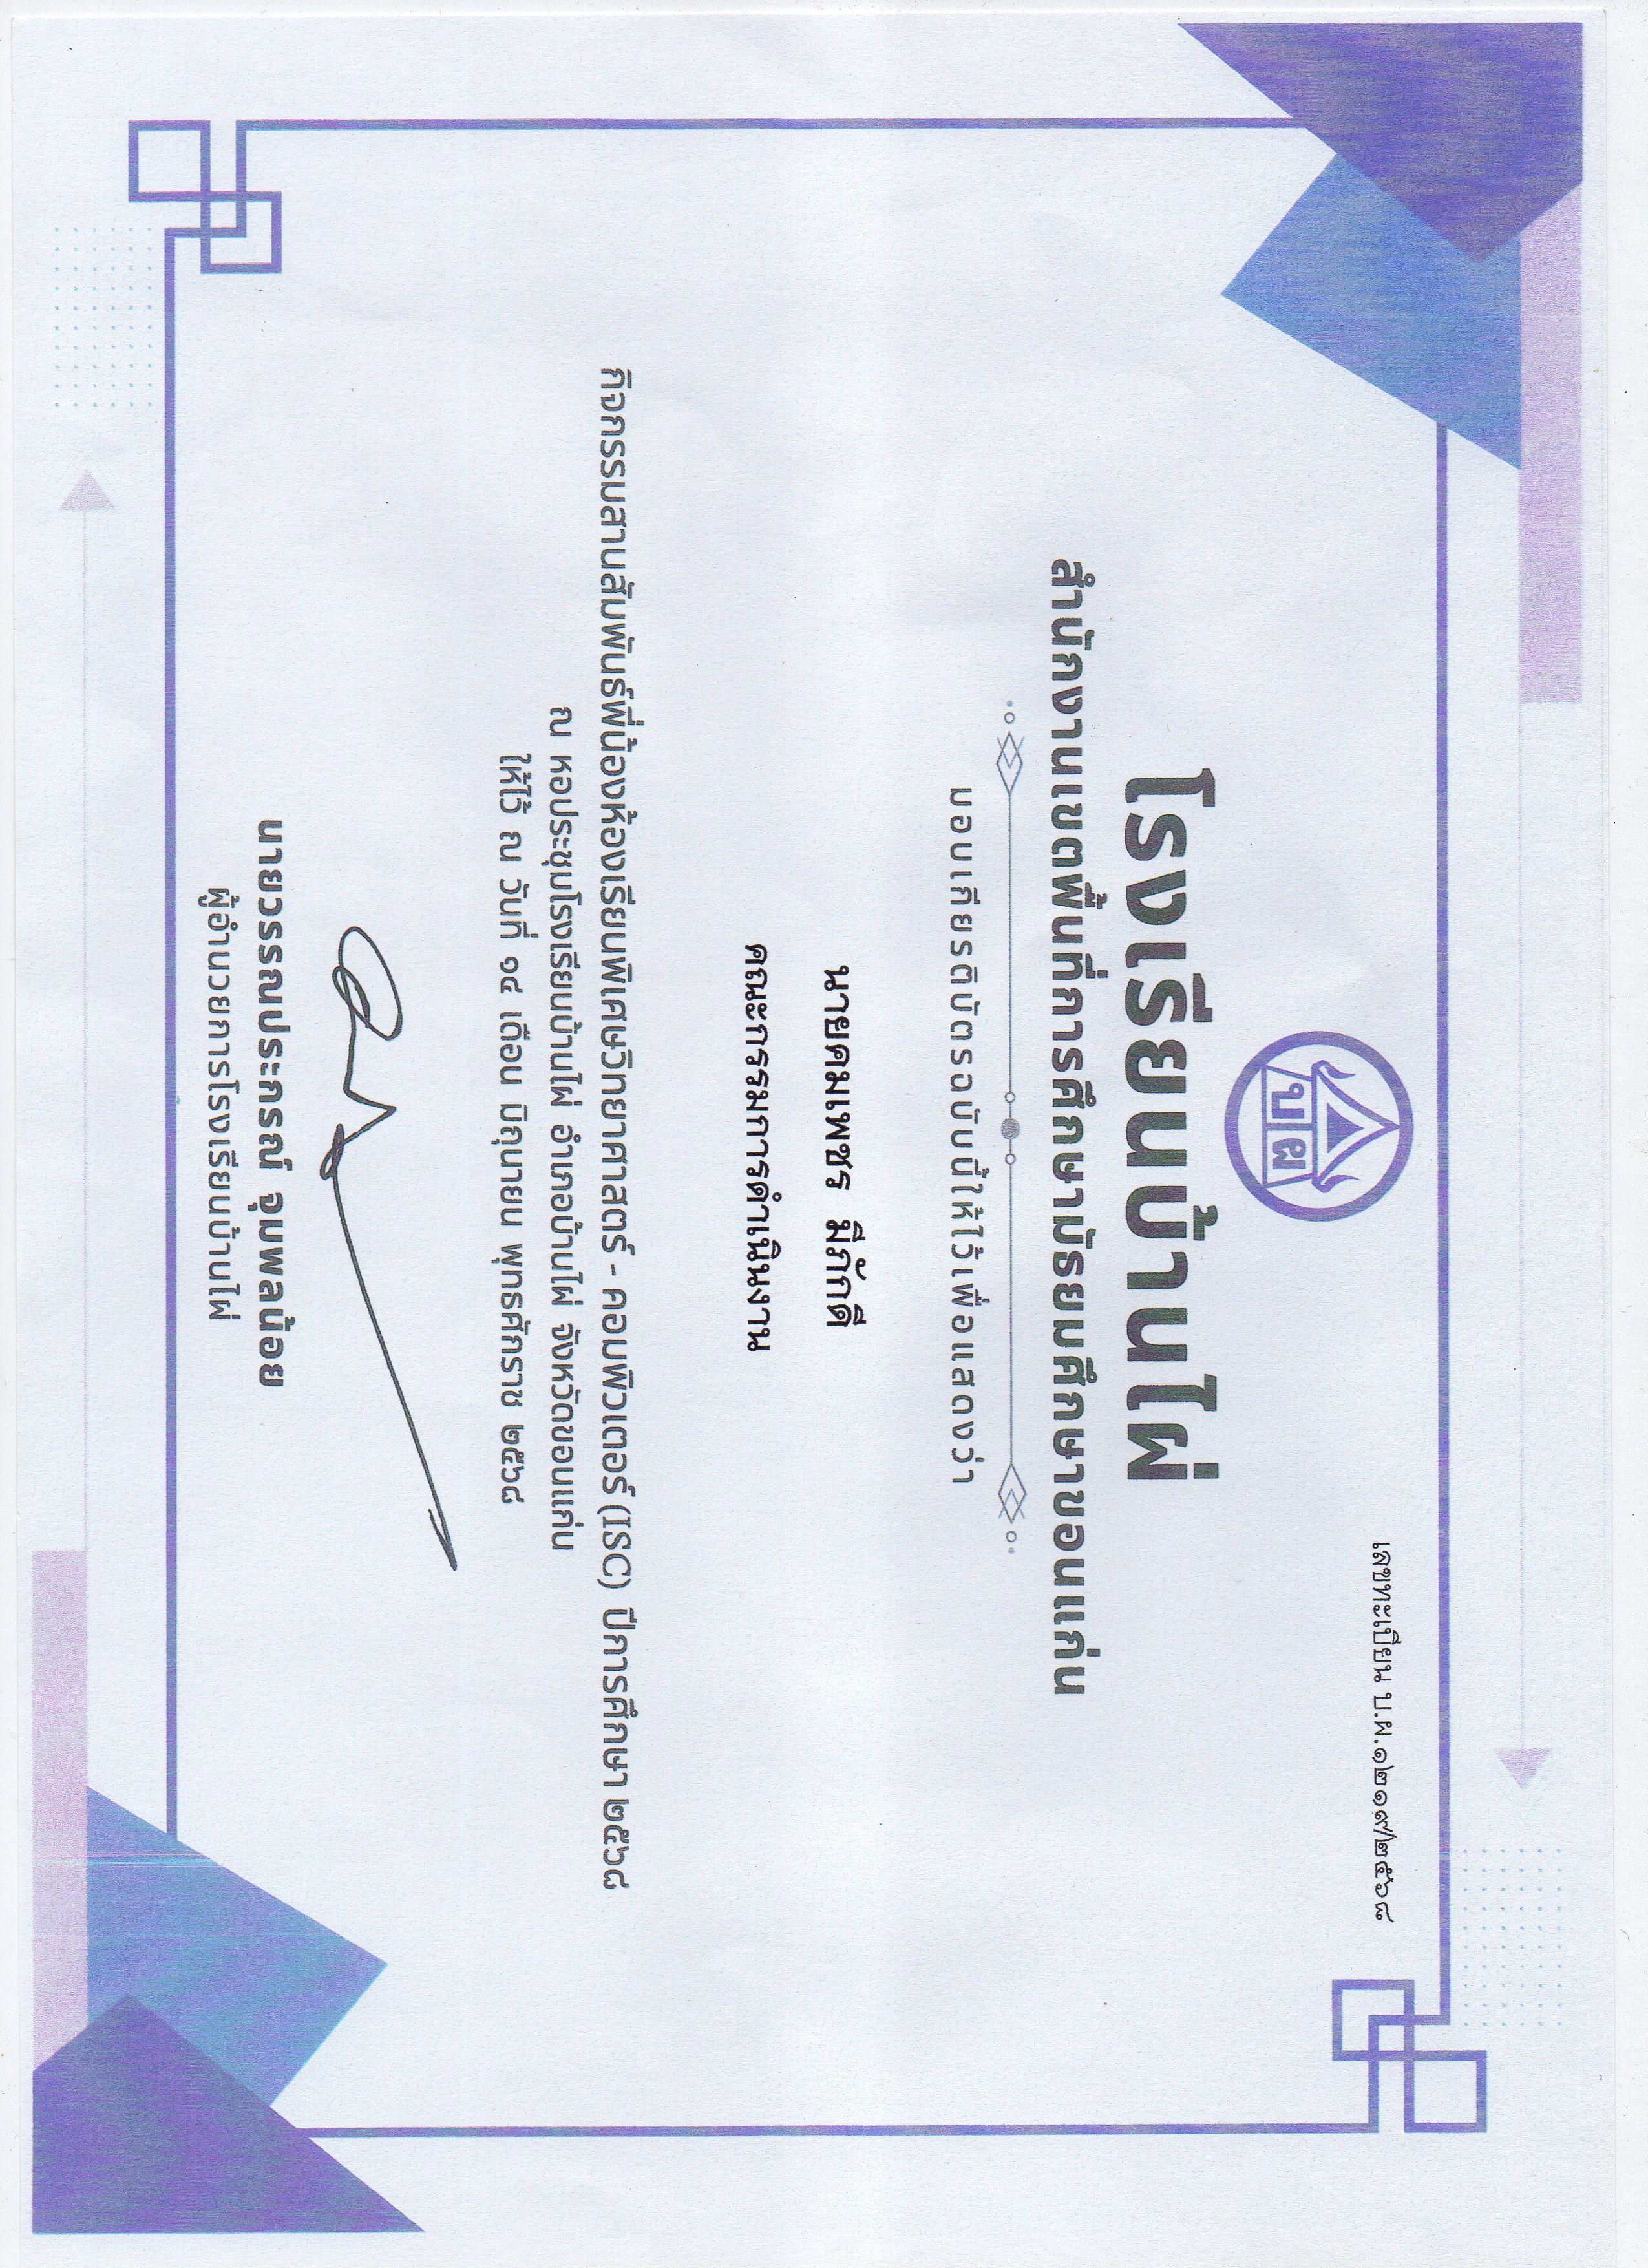 เลขทะเบียน บ.ผ.๑๒๑๙/๒๕๖๘
บ ผ
โรงเรียนบ้านไผ่
สำนักงานเขตพื้นที่การศึกษามัธยมศึกษาขอนแก่น
มอบเกียรติบัตรฉบับนี้ให้ไว้เพื่อแสดงว่า
นายคมเพชร มีภักดี
คณะกรรมการดำเนินงาน
กิจกรรมสานสัมพันธ์พี่น้องห้องเรียนพิเศษวิทยาศาสตร์ - คอมพิวเตอร์ (ISC) ปีการศึกษา ๒๕๖๘
ณ หอประชุมโรงเรียนบ้านไผ่ อำเภอบ้านไผ่ จังหวัดขอนแก่น
ให้ไว้ ณ วันที่ ๑๔ เดือน มิถุนายน พุทธศักราช ๒๕๖๘
นายวรรณประกรณ์ จุมพลน้อย
ผู้อำนวยการโรงเรียนบ้านไผ่